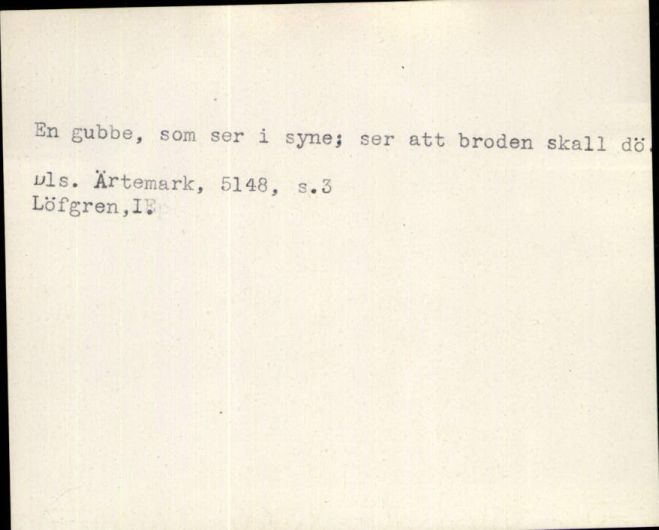 En gubbe, som ser i syne; ser att broden skall dö.
Dls. Ärtemark, 5148, s.3
Löfgren,I.